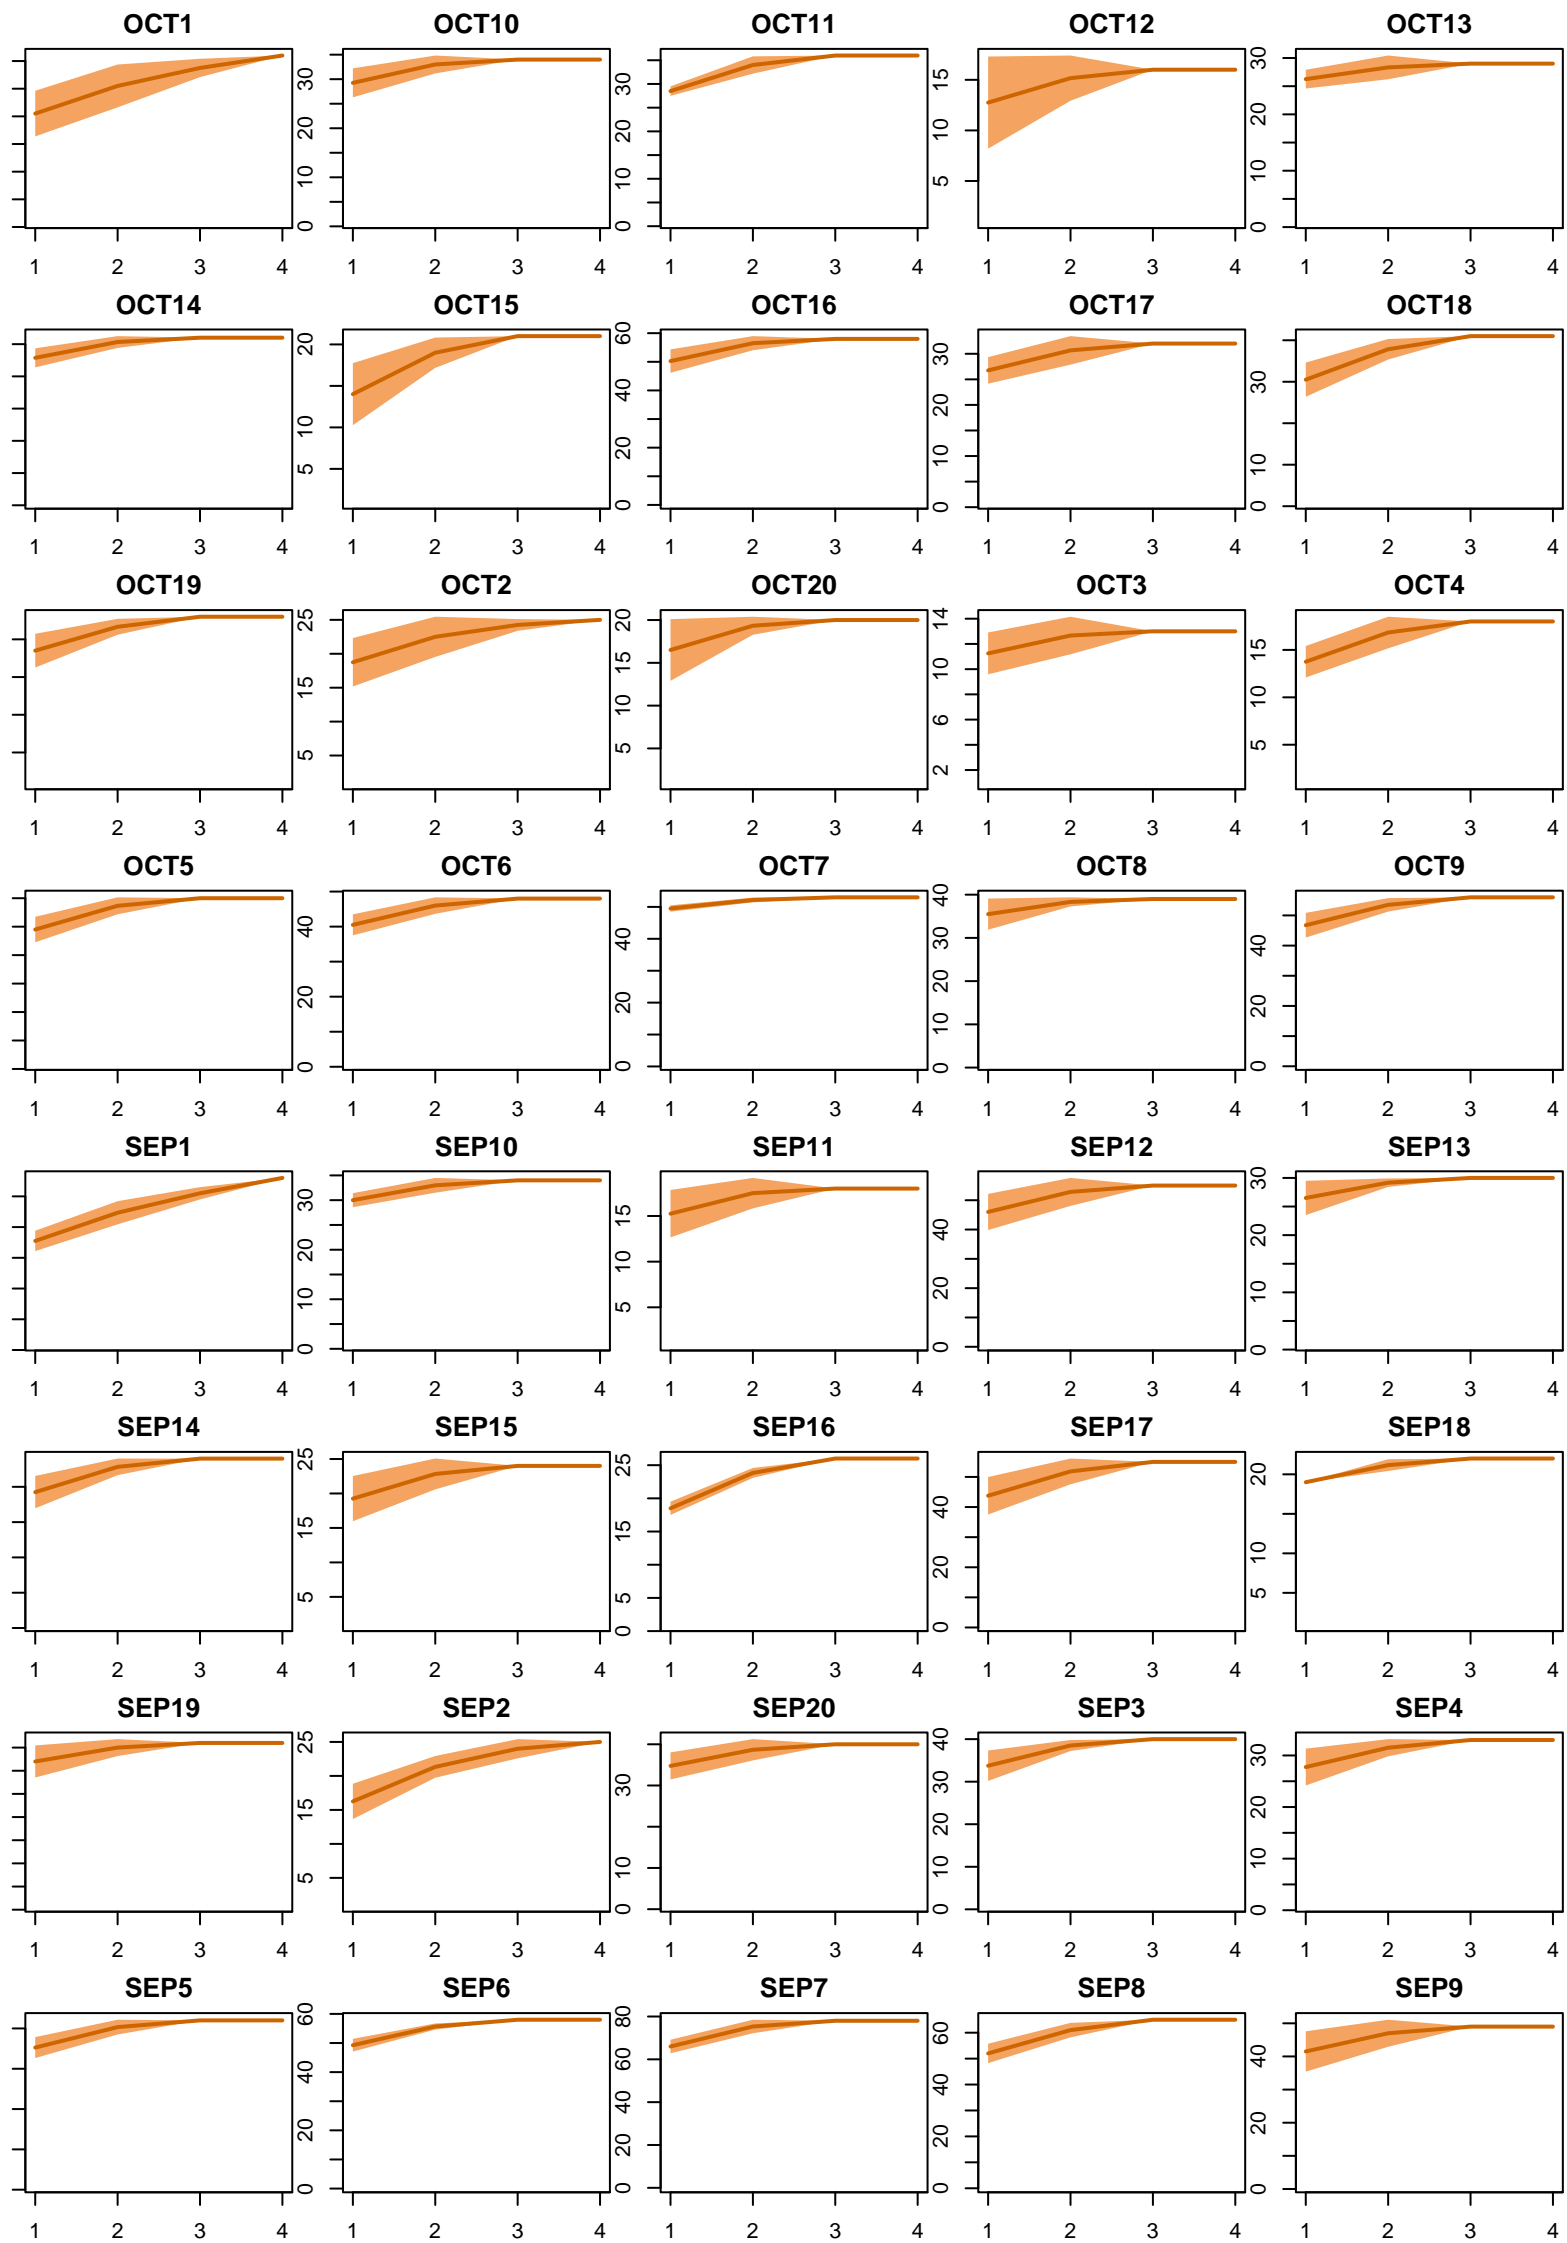 OCT1 OCT10 OCT11 OCT12 OCT13
0 10 20 30
0 10 20 30
5 10 15
0 10 20 30
1 2 3 4 1 2 3 4 1 2 3 4 1 2 3 4 1 2 3 4
OCT14 OCT15 OCT16 OCT17 OCT18
5 10 20
0 20 40 60
0 10 20 30
0 10 30
1 2 3 4 1 2 3 4 1 2 3 4 1 2 3 4 1 2 3 4
OCT19 OCT2 OCT20 OCT3 OCT4
5 15 25
5 10 15 20
2 6 10 14
5 10 15
1 2 3 4 1 2 3 4 1 2 3 4 1 2 3 4 1 2 3 4
OCT5 OCT6 OCT7 OCT8 OCT9
0 20 40
0 20 40
0 10 20 30 40
0 20 40
1 2 3 4 1 2 3 4 1 2 3 4 1 2 3 4 1 2 3 4
SEP1 SEP10 SEP11 SEP12 SEP13
0 10 20 30
5 10 15
0 20 40
0 10 20 30
1 2 3 4 1 2 3 4 1 2 3 4 1 2 3 4 1 2 3 4
SEP14 SEP15 SEP16 SEP17 SEP18
5 15 25
0 5 15 25
0 20 40
5 10 20
1 2 3 4 1 2 3 4 1 2 3 4 1 2 3 4 1 2 3 4
SEP19 SEP2 SEP20 SEP3 SEP4
5 15 25
0 10 30
0 10 20 30 40
0 10 20 30
1 2 3 4 1 2 3 4 1 2 3 4 1 2 3 4 1 2 3 4
SEP5 SEP6 SEP7 SEP8 SEP9
0 20 40 60
0 20 40 60 80
0 20 40 60
0 20 40
1 2 3 4 1 2 3 4 1 2 3 4 1 2 3 4 1 2 3 4